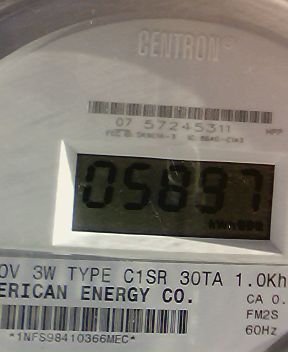 CENTRON®
07 57245311
05897
0V 3W TYPE C1SR 30TA 1.0Kh
ERICAN ENERGY CO.
CA 0.
FM2S
60Hz
*1NFS98410366MEC*